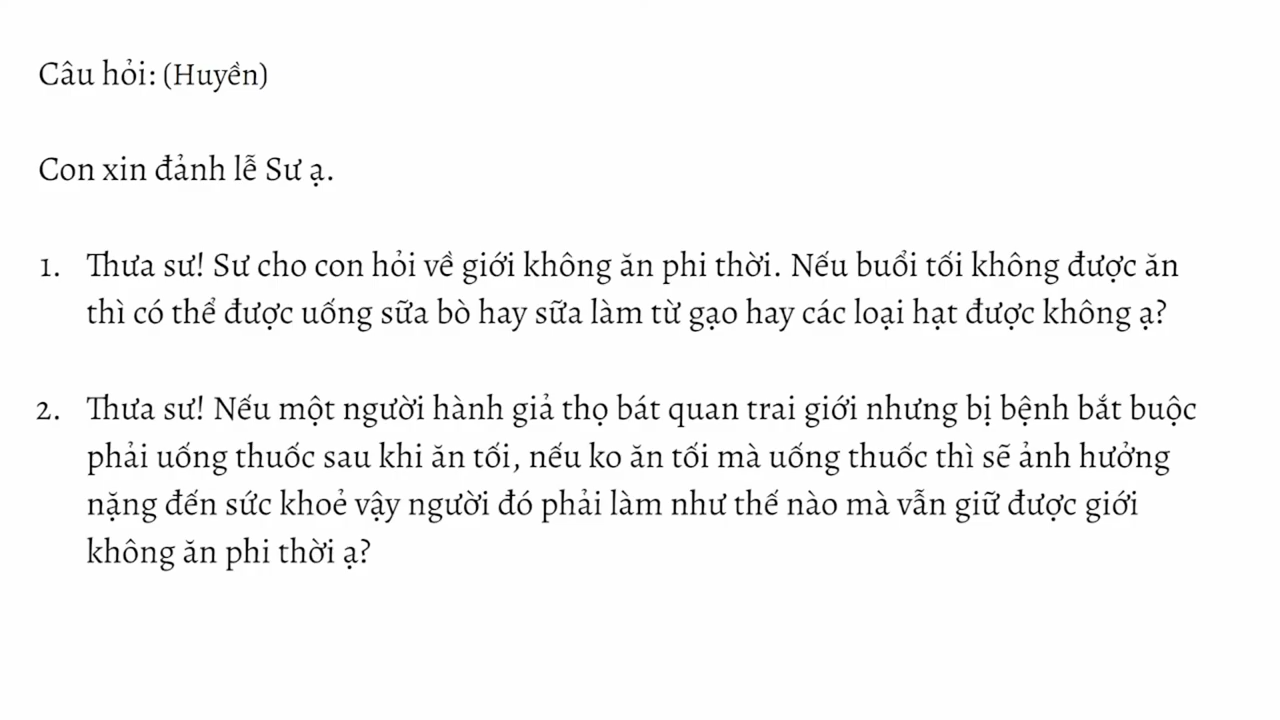 Câu hỏi: (Huyền)
Con xin đảnh lễ Sư ạ.
1. Thưa sư! Sư cho con hỏi về giới không ăn phi thời. Nếu buổi tối không được ăn
thì có thể được uống sữa bò hay sữa làm từ gạo hay các loại hạt được không ạ?
2. Thưa sư! Nếu một người hành giả thọ bát quan trai giới nhưng bị bệnh bắt buộc
phải uống thuốc sau khi ăn tối, nếu ko ăn tối mà uống thuốc thì sẽ ảnh hưởng
nặng đến sức khoẻ vậy người đó phải làm như thế nào mà vẫn giữ được giới
không ăn phi thời ạ?